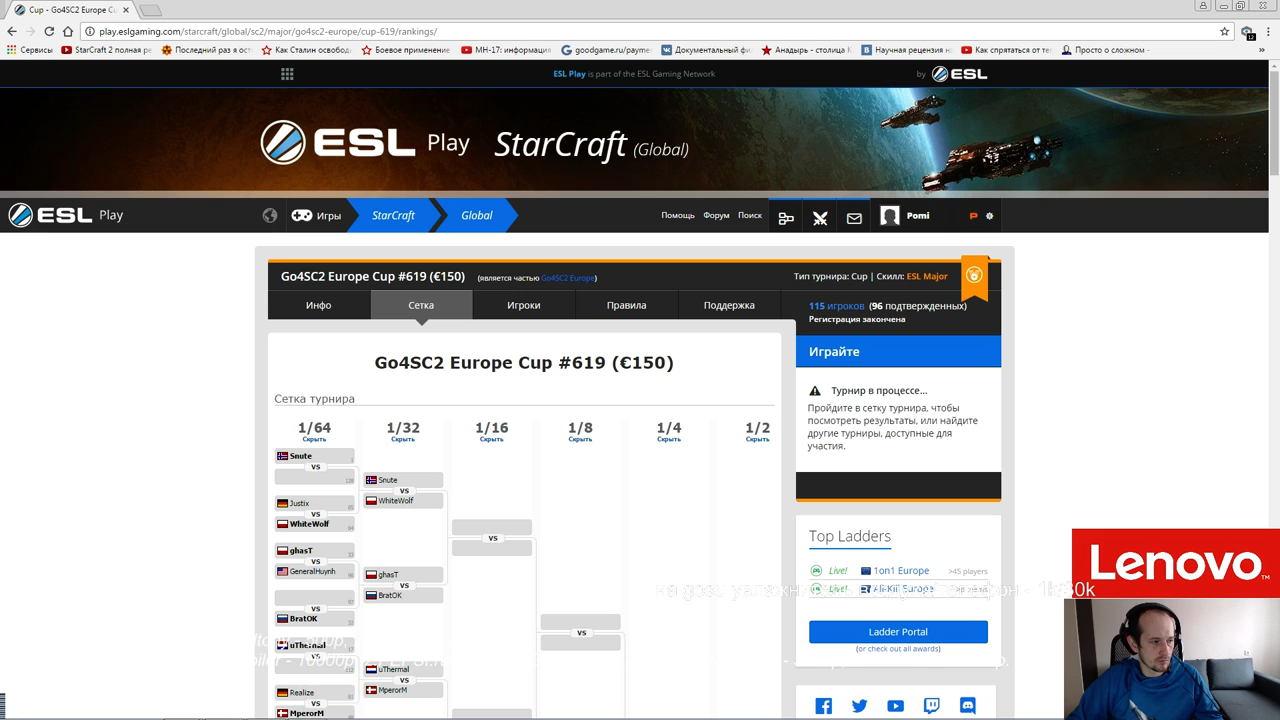 Cup - Go4SC2 Europe C
play.eslgaming.com/starcraft/global/sc2/major/go4sc2-europe/cup-619/rankings/
Сервисы
StarCraft 2 полная ре
Последний раз я ост
Как Сталин освобод
Боевое применение
МН-17: информация
goodgame.ru/payme
Документальный фи
Анадырь - столица
Научная рецензия н
Как спрятаться от те
Просто о сложном -
ESL Play is part of the ESL Gaming Network
by ESL
ESL Play StarCraft (Global)
ESL Play
Игры
StarCraft
Global
Помощь
Форум
Поиск
Pomi
Go4SC2 Europe Cup #619 (€150) (является частью Go4SC2 Europe)
Тип турнира: Cup | Скилл: ESL Major
Инфо
Сетка
Игроки
Правила
Поддержка
115 игроков (96 подтвержденных)
Регистрация закончена
Играйте
Турнир в процессе...
Пройдите в сетку турнира, чтобы
посмотреть результаты, или найдите
другие турниры, доступные для
участия.
Go4SC2 Europe Cup #619 (€150)
Сетка турнира
1/64 1/32 1/16 1/8 1/4 1/2
Скрыть Скрыть Скрыть Скрыть Скрыть Скрыть
Snute
vs
Justix
vs
WhiteWolf
ghasT
vs
GeneralHuynh
vs
BratOK
uThermal
vs
Realize
vs
MperorM
Snute
vs
WhiteWolf
ghasT
vs
BratOK
uThermal
vs
MperorM
vs
vs
Top Ladders
Live! 1on1 Europe >45 players
Live! All-Kill Europe
Ladder Portal
(or check out all awards)
Lenovo